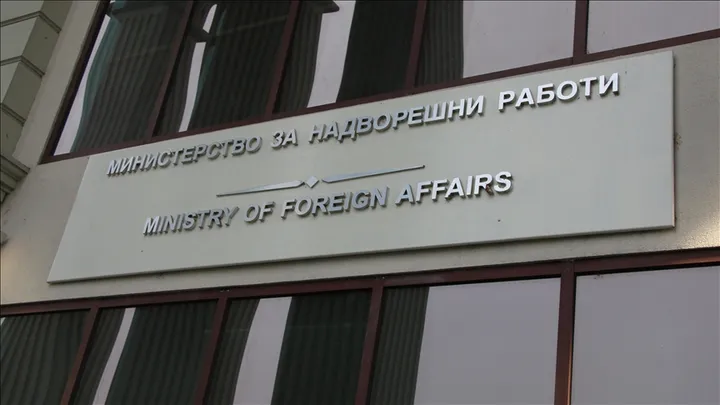 МИНИСТЕРСТВО ЗА НАДВОРЕШНИ РАБОТИ
MINISTRY OF FOREIGN AFFAIRS